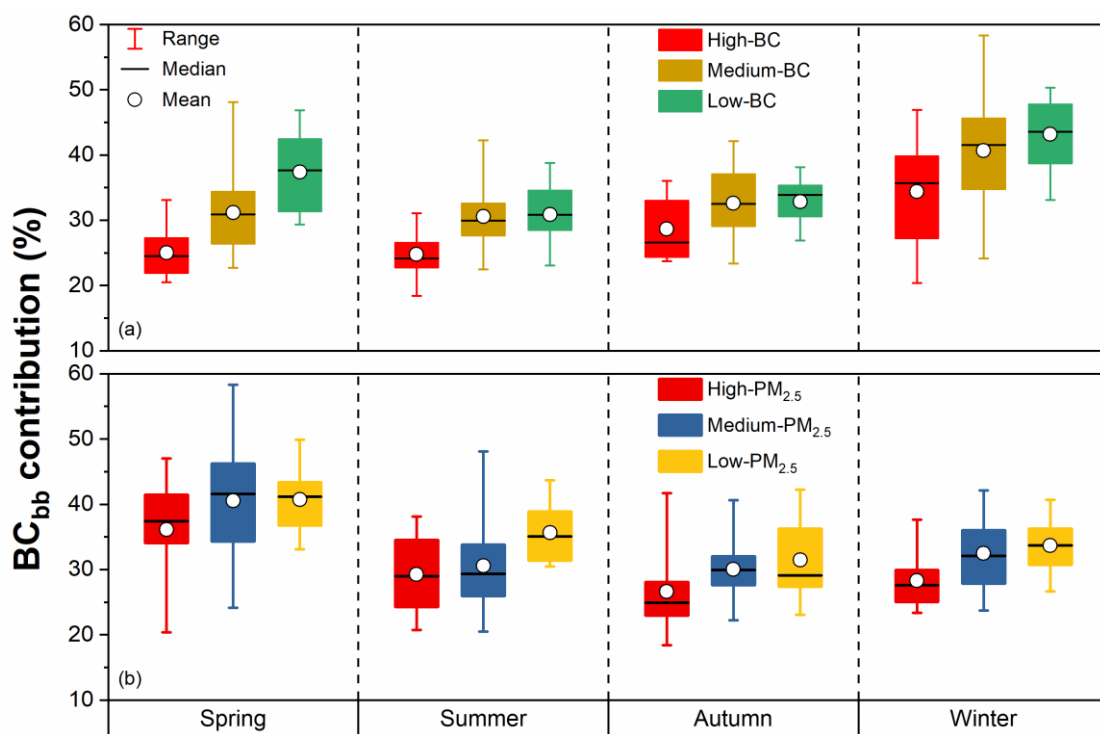 BC_bb contribution (%)
60
50
40
30
20
10
Range
Median
Mean
High-BC
Medium-BC
Low-BC
(a)
60
50
40
30
20
10
High-PM2.5
Medium-PM2.5
Low-PM2.5
(b)
Spring Summer Autumn Winter